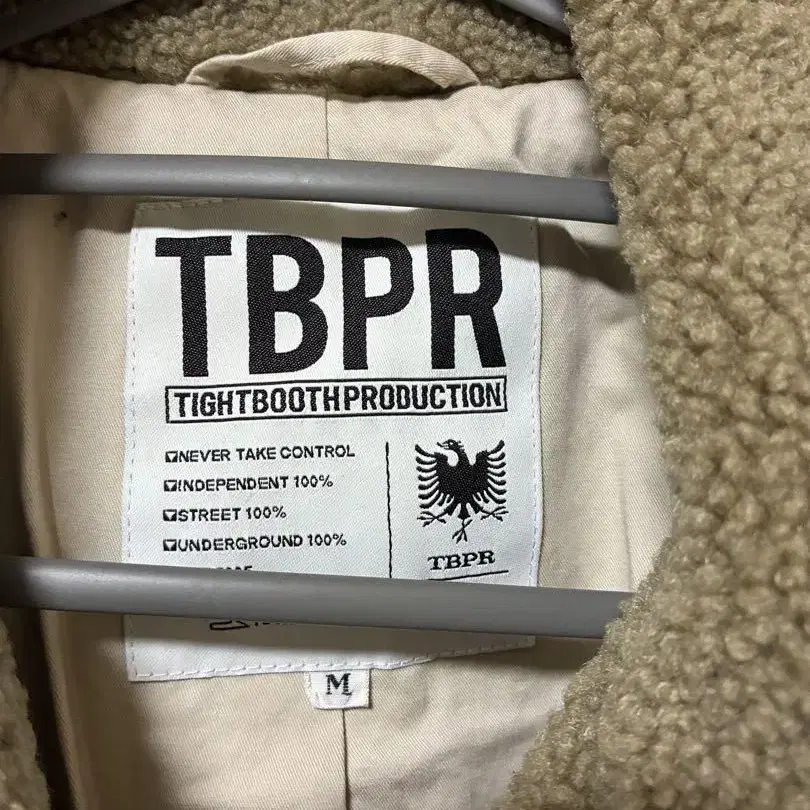 TBPR
TIGHTBOOTHPRODUCTION
NEVER TAKE CONTROL
INDEPENDENT 100%
STREET 100%
UNDERGROUND 100%
TBPR
M